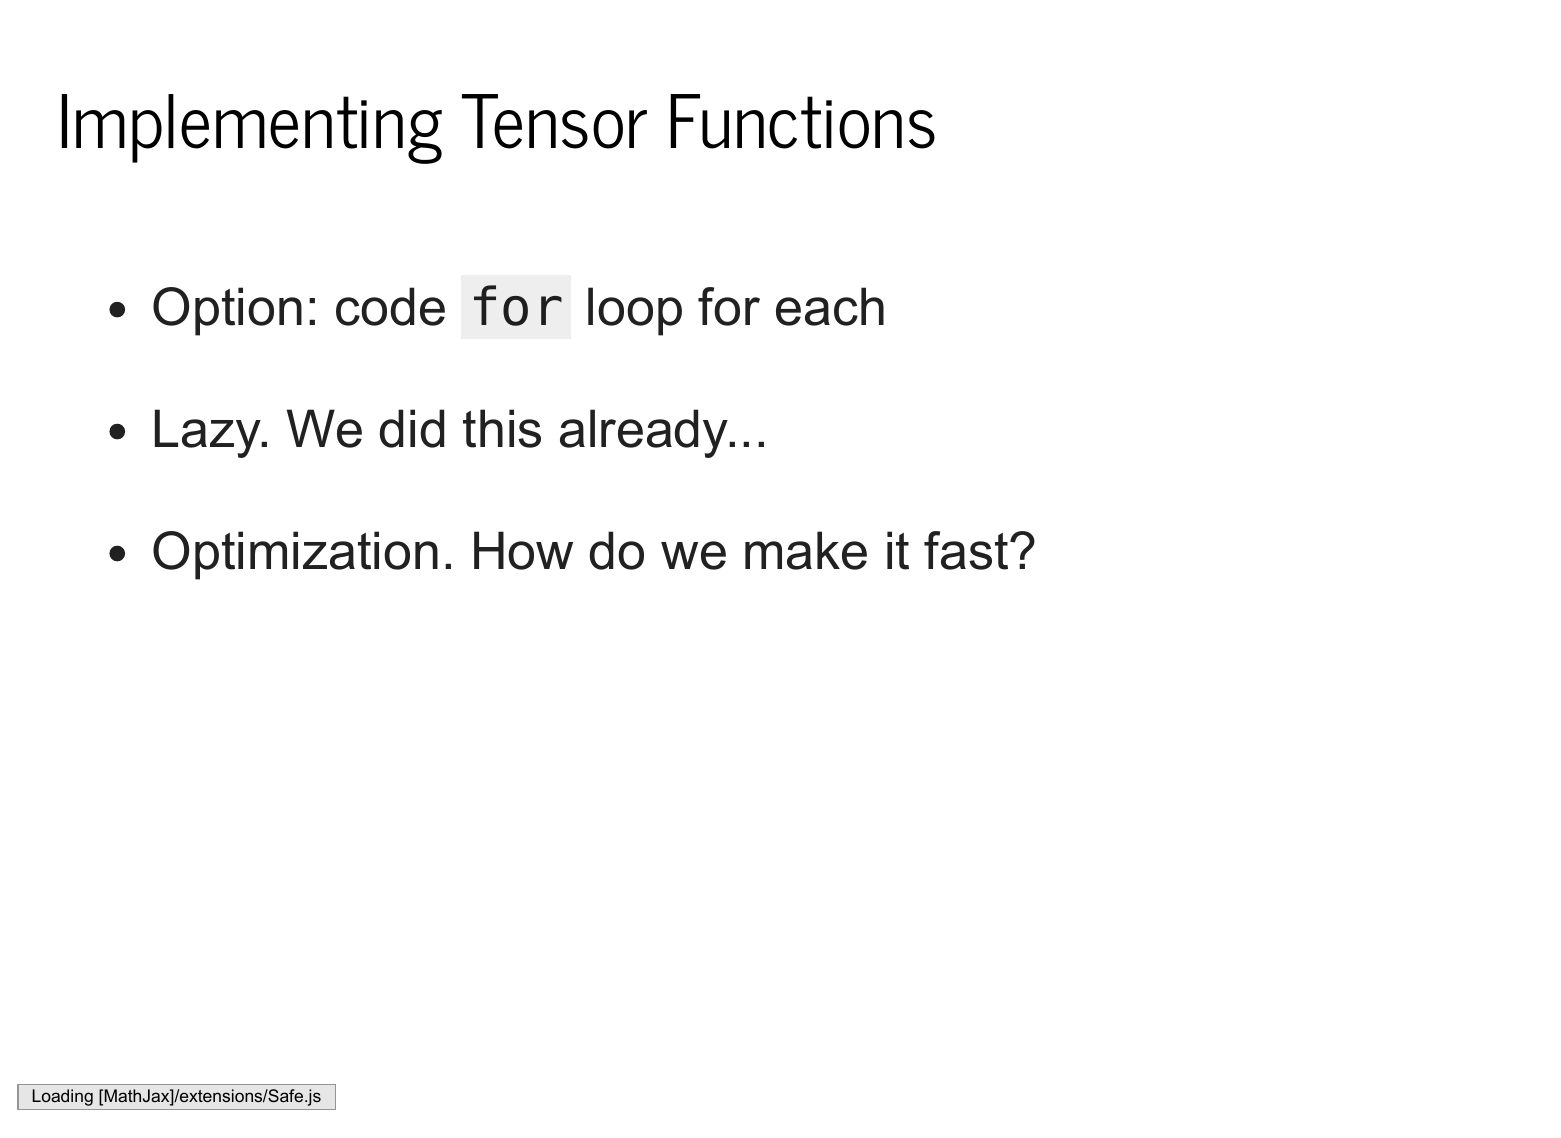 Implementing Tensor Functions
Option: code for loop for each
Lazy. We did this already...
Optimization. How do we make it fast?
Loading [MathJax]/extensions/Safe.js